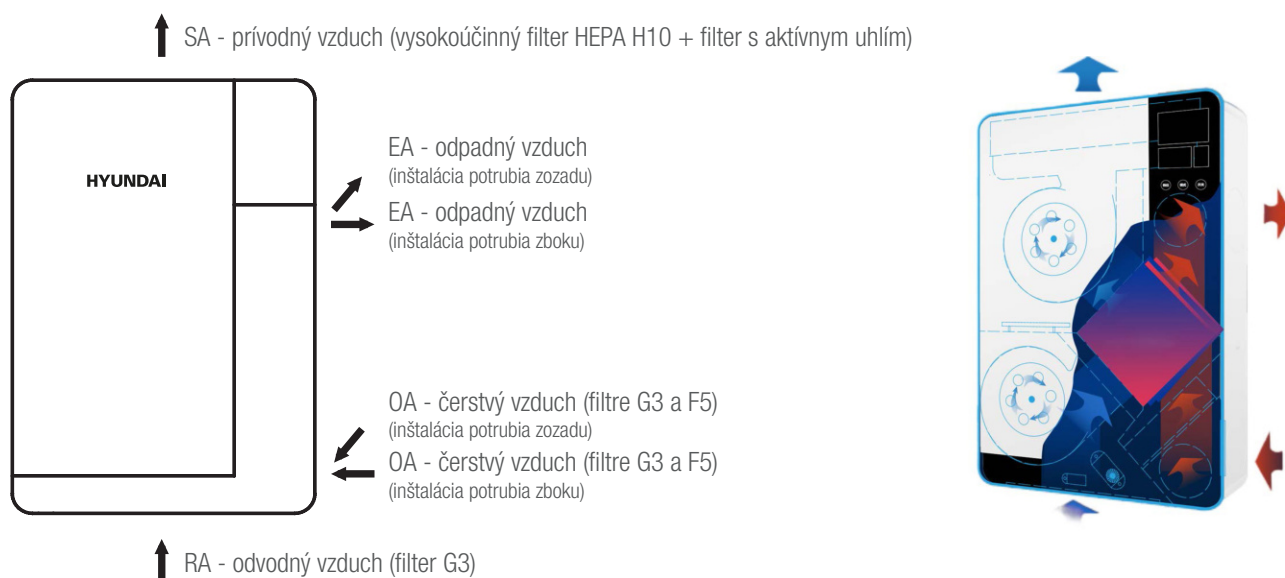 SA - prívodný vzduch (vysokoúčinný filter HEPA H10 + filter s aktívnym uhlím)
HYUNDAI
EA - odpadný vzduch
(inštalácia potrubia zozadu)
EA - odpadný vzduch
(inštalácia potrubia zboku)
OA - čerstvý vzduch (filtre G3 a F5)
(inštalácia potrubia zozadu)
OA - čerstvý vzduch (filtre G3 a F5)
(inštalácia potrubia zboku)
RA - odvodný vzduch (filter G3)